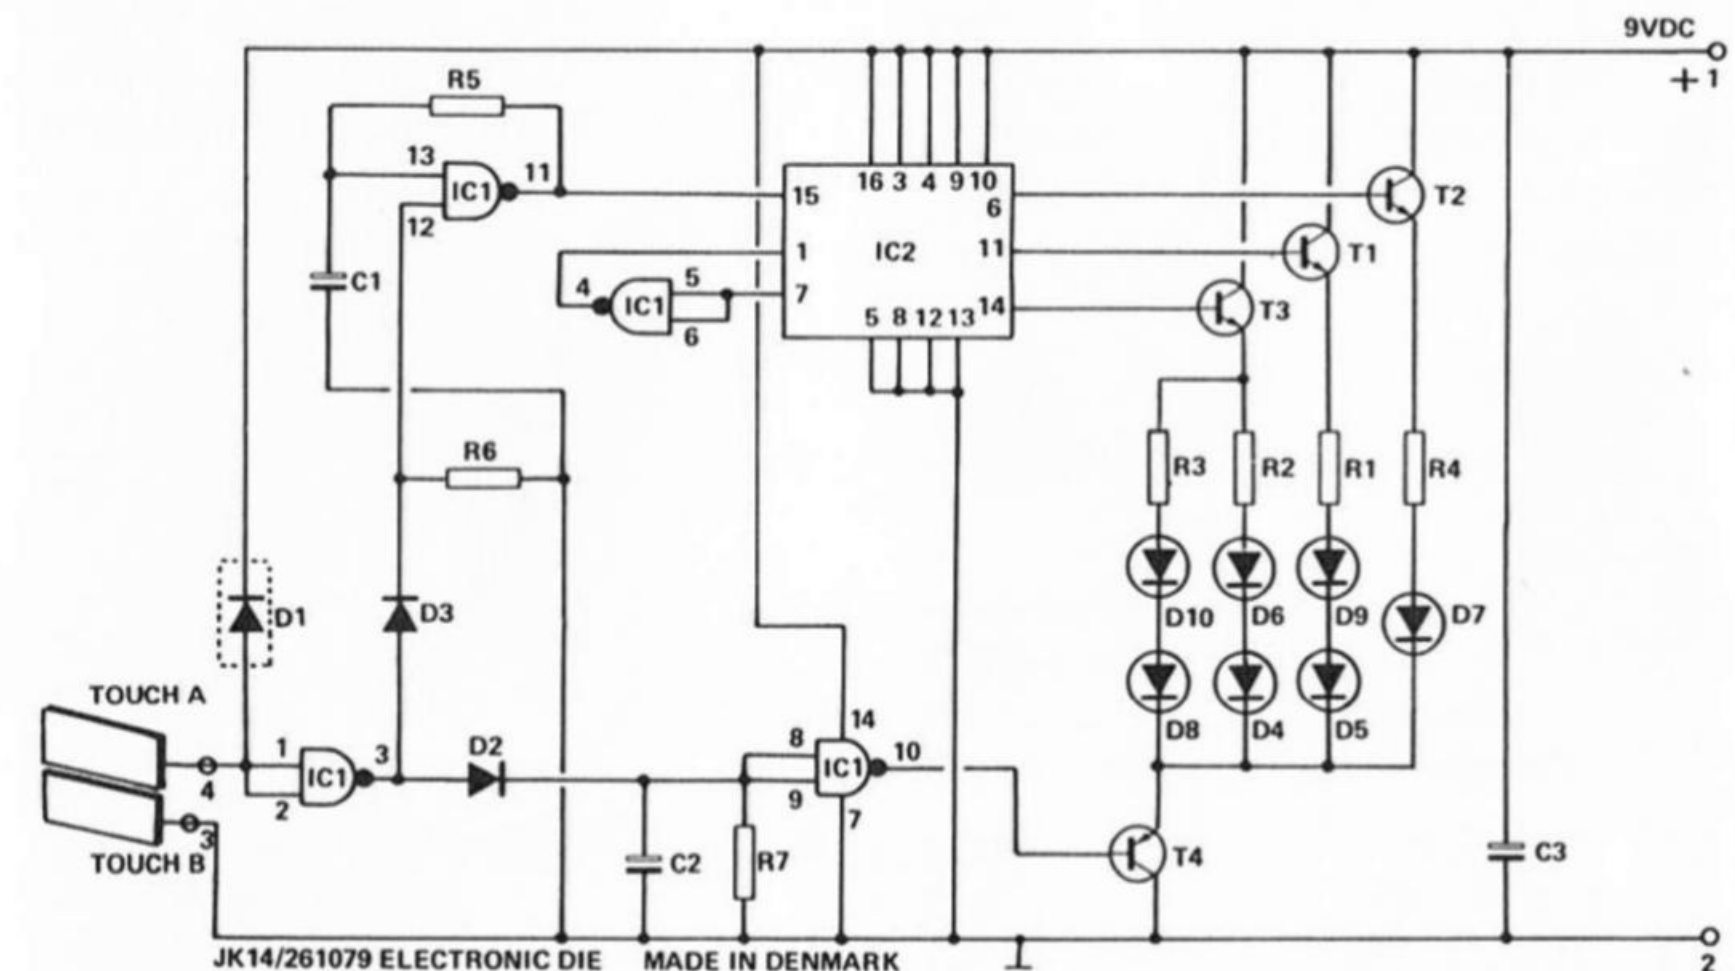 9VDC
+ 1
R5
13
IC1
11
12
15
16 3 4 9 10
6
T2
1
IC2
11
T1
C1
4
IC1
5
7
6
5 8 12 13
14
T3
R6
R3
R2
R1
R4
D1
D3
D10
D6
D9
D7
TOUCH A
4
1
IC1
3
2
D2
8
14
IC1
10
9
7
D8
D4
D5
3
TOUCH B
C2
R7
T4
C3
JK14/261079 ELECTRONIC DIE MADE IN DENMARK
2